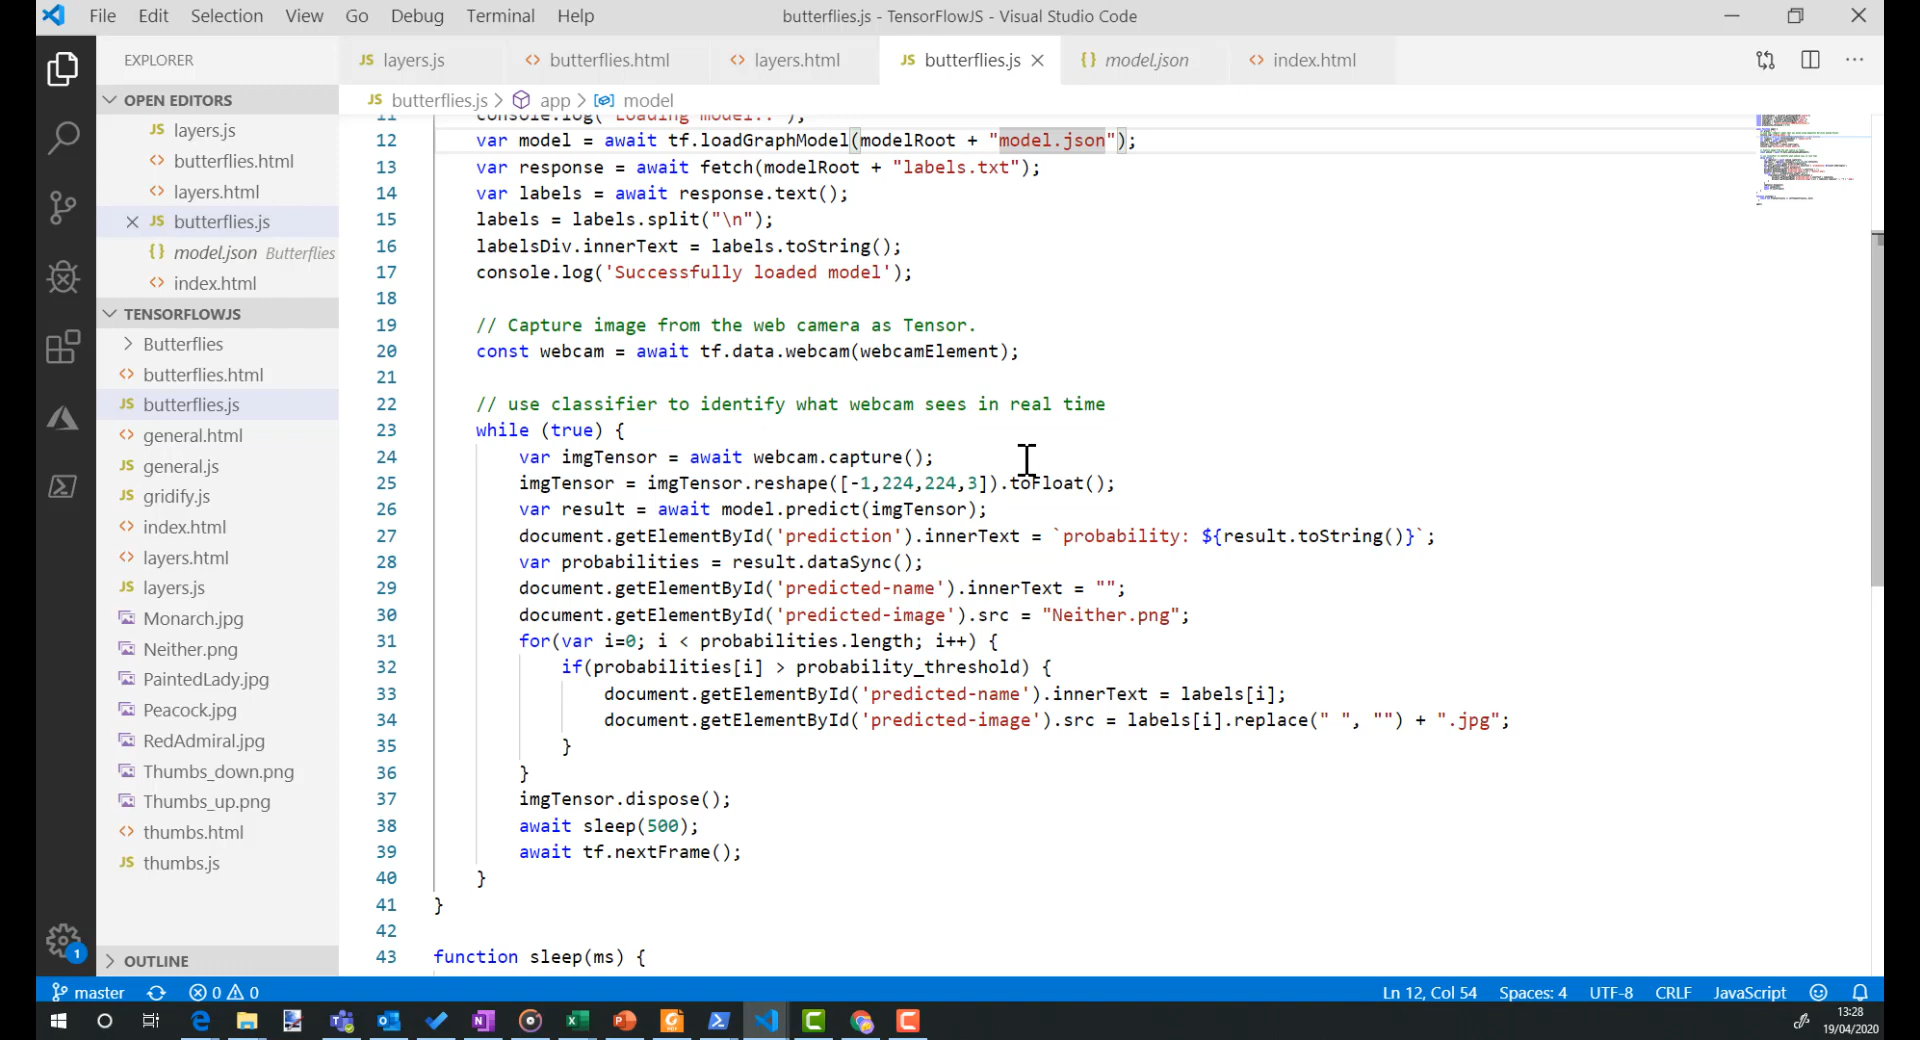 File Edit Selection View Go Debug Terminal Help
butterflies.js - TensorFlowJS - Visual Studio Code
EXPLORER
OPEN EDITORS
JS layers.js
<> butterflies.html
<> layers.html
JS butterflies.js
{} model.json Butterflies
<> index.html
TENSORFLOWJS
Butterflies
<> butterflies.html
JS butterflies.js
<> general.html
JS general.js
JS gridify.js
<> index.html
<> layers.html
JS layers.js
Monarch.jpg
Neither.png
PaintedLady.jpg
Peacock.jpg
RedAdmiral.jpg
Thumbs_down.png
Thumbs_up.png
<> thumbs.html
JS thumbs.js
OUTLINE
JS layers.js <> butterflies.html <> layers.html JS butterflies.js {} model.json <> index.html
JS butterflies.js > app > model
11 console.log("Loading model..");
12 var model = await tf.loadGraphModel(modelRoot + "model.json");
13 var response = await fetch(modelRoot + "labels.txt");
14 var labels = await response.text();
15 labels = labels.split("\n");
16 labelsDiv.innerText = labels.toString();
17 console.log('Successfully loaded model');
18
19 // Capture image from the web camera as Tensor.
20 const webcam = await tf.data.webcam(webcamElement);
21
22 // use classifier to identify what webcam sees in real time
23 while (true) {
24 var imgTensor = await webcam.capture();
25 imgTensor = imgTensor.reshape([-1,224,224,3]).toFloat();
26 var result = await model.predict(imgTensor);
27 document.getElementById('prediction').innerText = `probability: ${result.toString()}`;
28 var probabilities = result.dataSync();
29 document.getElementById('predicted-name').innerText = "";
30 document.getElementById('predicted-image').src = "Neither.png";
31 for(var i=0; i < probabilities.length; i++) {
32 if(probabilities[i] > probability_threshold) {
33 document.getElementById('predicted-name').innerText = labels[i];
34 document.getElementById('predicted-image').src = labels[i].replace(" ", "") + ".jpg";
35 }
36 }
37 imgTensor.dispose();
38 await sleep(500);
39 await tf.nextFrame();
40 }
41 }
42
43 function sleep(ms) {
1
master 0 0
Ln 12, Col 54 Spaces: 4 UTF-8 CRLF JavaScript
13:28
19/04/2020